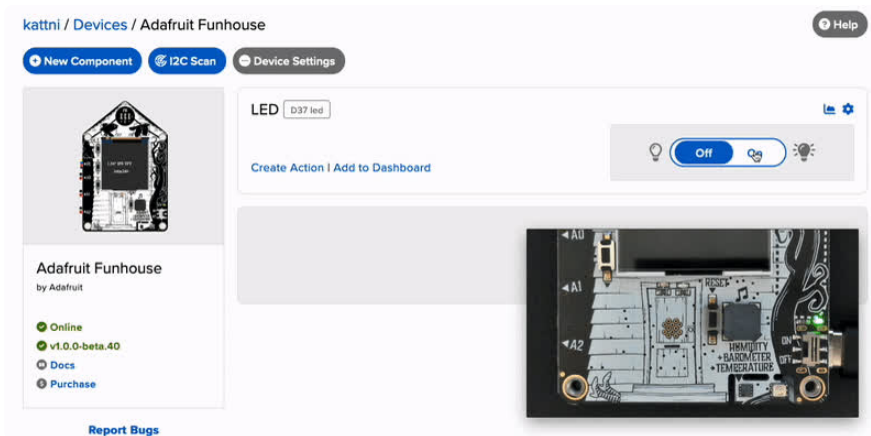 kattni / Devices / Adafruit Funhouse
Help
New Component
I2C Scan
Device Settings
LED
D37 led
Create Action | Add to Dashboard
Off
On
Adafruit Funhouse
by Adafruit
Online
v1.0.0-beta.40
Docs
Purchase
Report Bugs
A0
A1
A2
RESET
ON
OFF
HUMIDITY
+BAROMETER
+TEMPERATURE